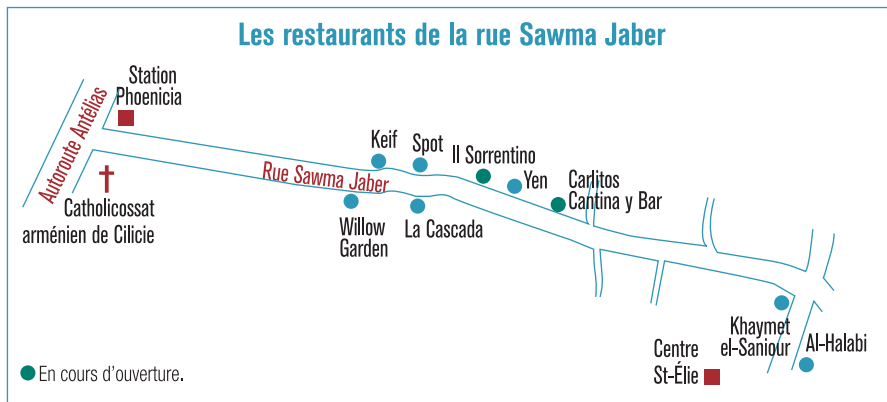 Les restaurants de la rue Sawma Jaber
Station
Phoenicia
Autoroute Antélias
Catholicossat
arménien de Cilicie
Rue Sawma Jaber
Keif
Spot
Il Sorrentino
Yen
Carlitos
Cantina y Bar
Willow
Garden
La Cascada
Khaymet
el-Saniour
Al-Halabi
Centre
St-Élie
En cours d'ouverture.